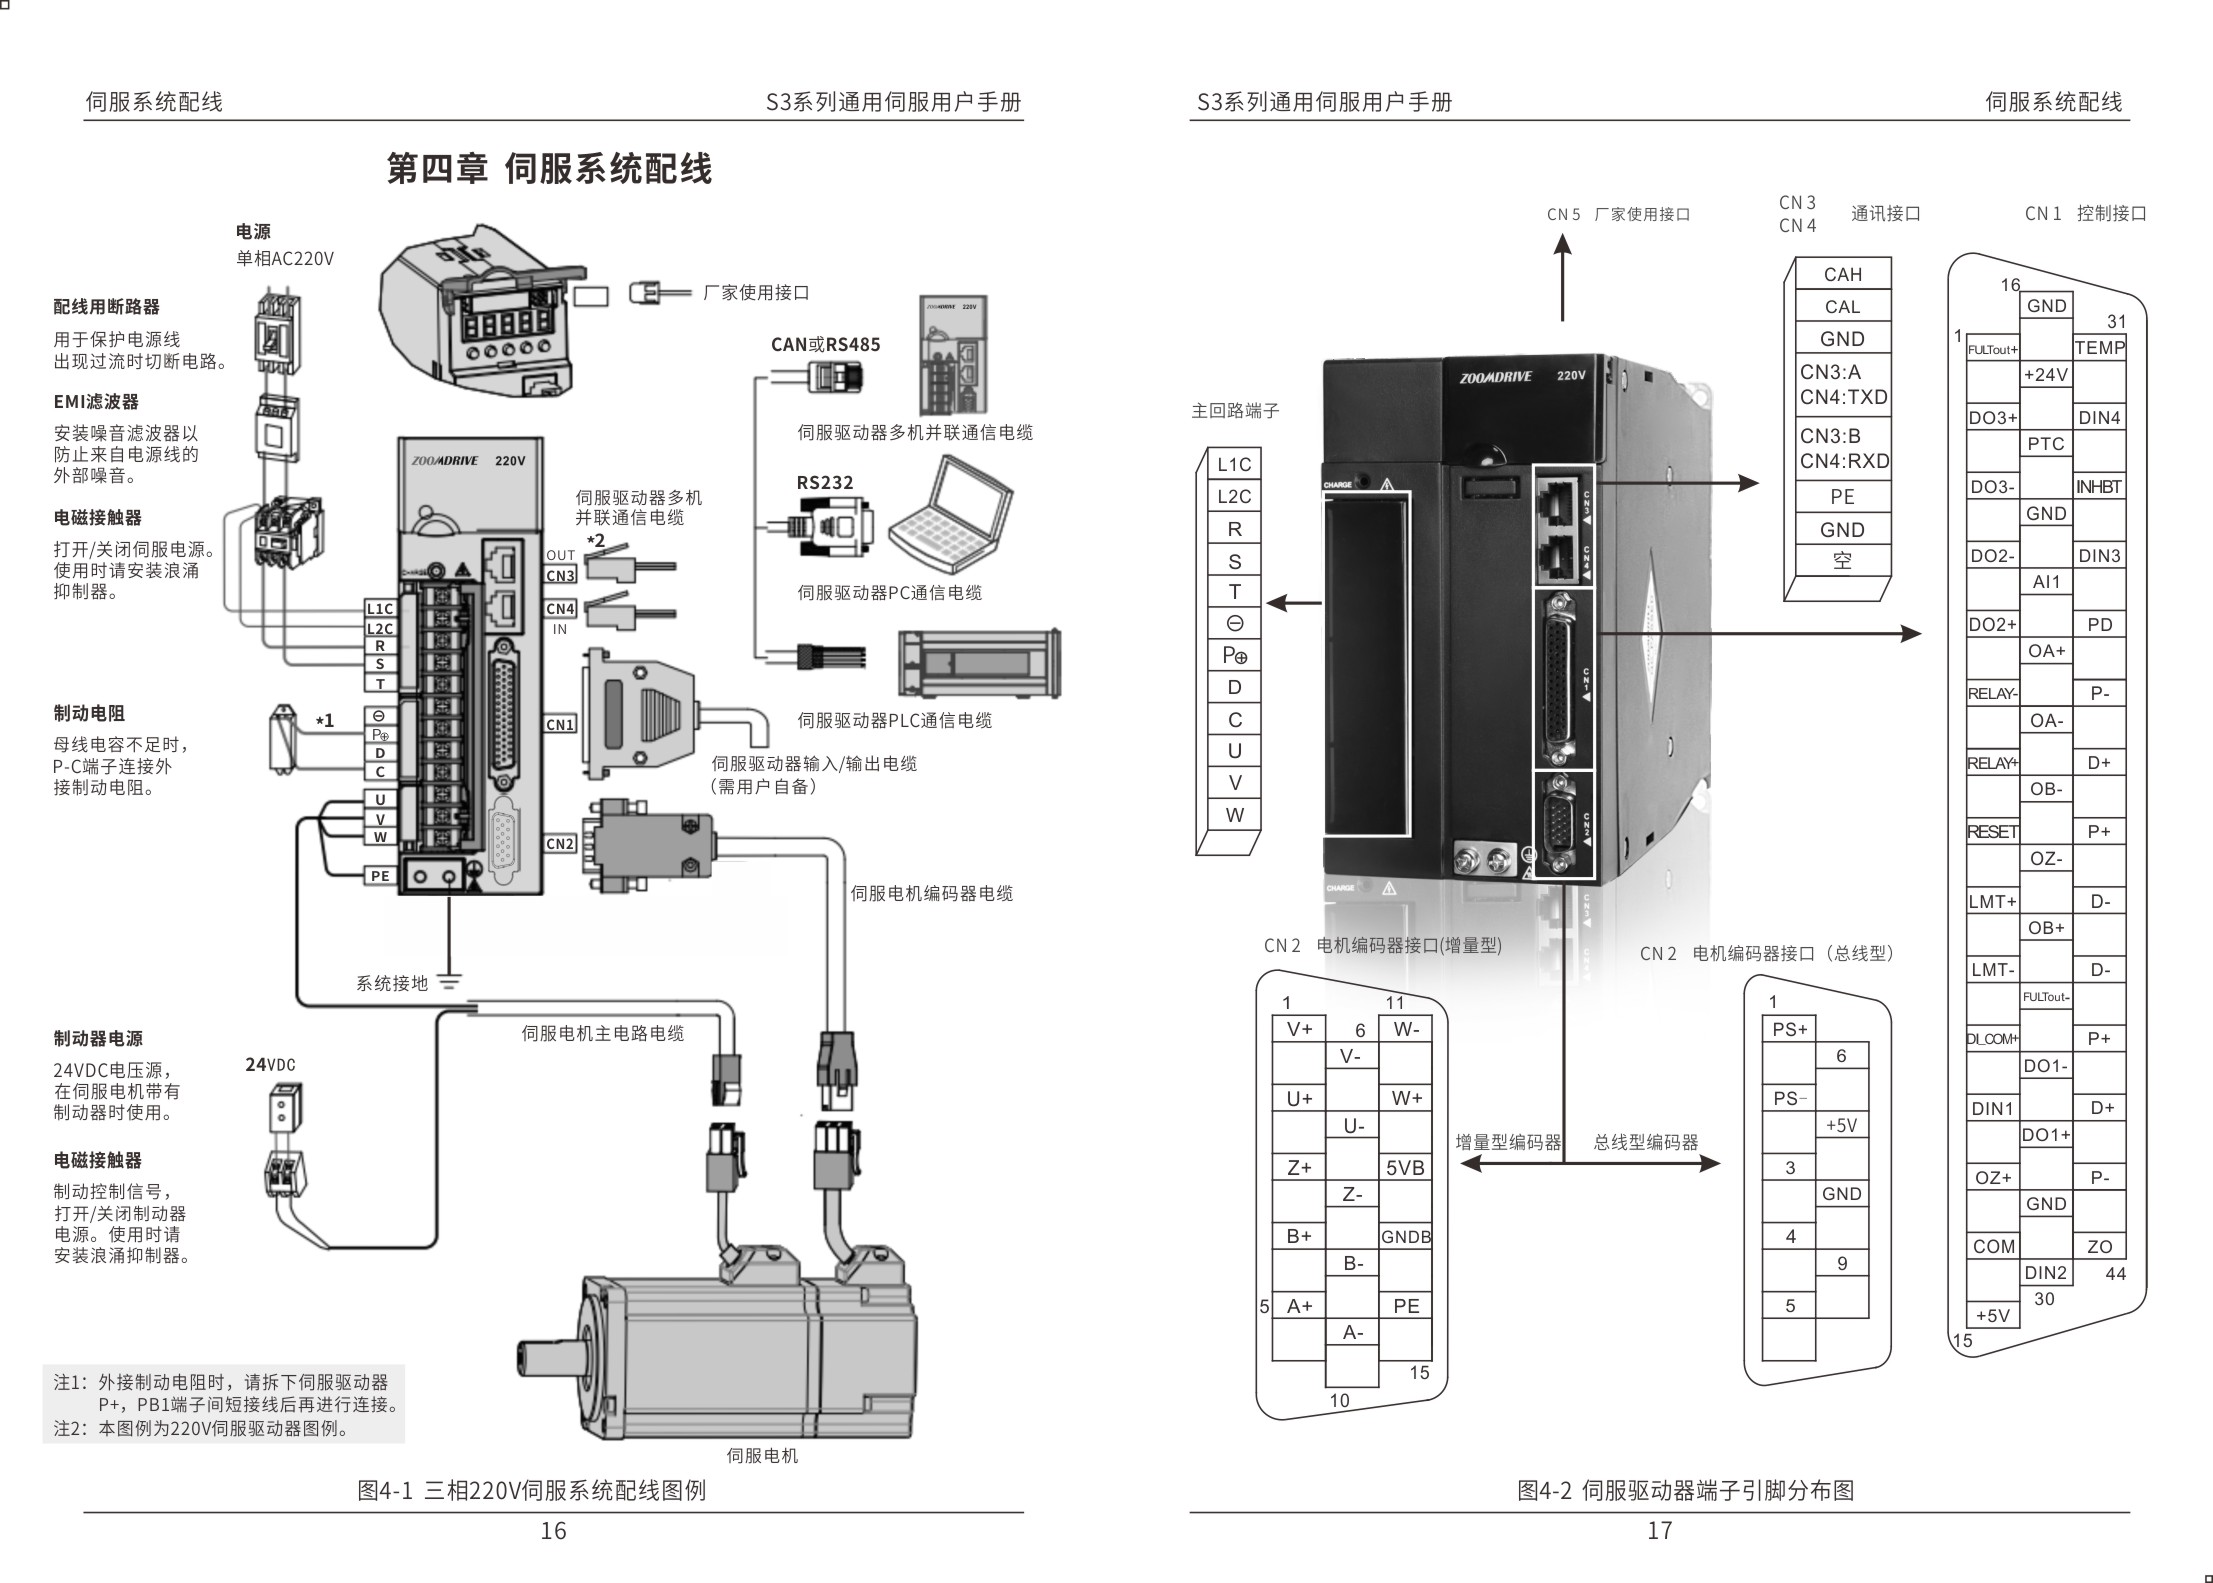 伺服系统配线
S3系列通用伺服用户手册
第四章 伺服系统配线
电源
单相AC220V
配线用断路器
用于保护电源线
出现过流时切断电路。
EMI滤波器
安装噪音滤波器以
防止来自电源线的
外部噪音。
电磁接触器
打开/关闭伺服电源。
使用时请安装浪涌
抑制器。
制动电阻
母线电容不足时，
P-C端子连接外
接制动电阻。
*1
制动器电源
24VDC电压源，
在伺服电机带有
制动器时使用。
24VDC
电磁接触器
制动控制信号，
打开/关闭制动器
电源。使用时请
安装浪涌抑制器。
厂家使用接口
ZOOMDRIVE 220V
CHARGE
L1C
L2C
R
S
T
⊖
P⊕
D
C
U
V
W
PE
伺服驱动器多机
并联通信电缆
*2
OUT
CN3
CN4
IN
CN1
CN2
CAN或RS485
ZOOMDRIVE 220V
伺服驱动器多机并联通信电缆
RS232
伺服驱动器PC通信电缆
伺服驱动器PLC通信电缆
伺服驱动器输入/输出电缆
（需用户自备）
伺服电机编码器电缆
系统接地
伺服电机主电路电缆
伺服电机
注1：外接制动电阻时，请拆下伺服驱动器
P+，PB1端子间短接线后再进行连接。
注2：本图例为220V伺服驱动器图例。
图4-1 三相220V伺服系统配线图例
16
S3系列通用伺服用户手册
伺服系统配线
CN 5 厂家使用接口
CN 3
CN 4
通讯接口
CN 1 控制接口
主回路端子
L1C
L2C
R
S
T
⊖
P⊕
D
C
U
V
W
ZOOMDRIVE 220V
CHARGE
CN3
CN4
CN1
CN2
CHARGE
CN3
CAH
CAL
GND
CN3:A
CN4:TXD
CN3:B
CN4:RXD
PE
GND
空
1
FULTout+
DO3+
DO3-
DO2-
DO2+
RELAY-
RELAY+
RESET
LMT+
LMT-
DI_COM+
DIN1
OZ+
COM
+5V
15
16
GND
+24V
PTC
GND
AI1
OA+
OA-
OB-
OZ-
OB+
FULTout-
DO1-
DO1+
GND
DIN2
30
31
TEMP
DIN4
INHBT
DIN3
PD
P-
D+
P+
D-
D-
P+
D+
P-
ZO
44
CN 2 电机编码器接口(增量型)
1
V+
U+
Z+
B+
5 A+
6
V-
U-
Z-
B-
A-
10
11
W-
W+
5VB
GNDB
PE
15
增量型编码器
总线型编码器
CN 2 电机编码器接口（总线型）
1
PS+
PS-
3
4
5
6
+5V
GND
9
图4-2 伺服驱动器端子引脚分布图
17